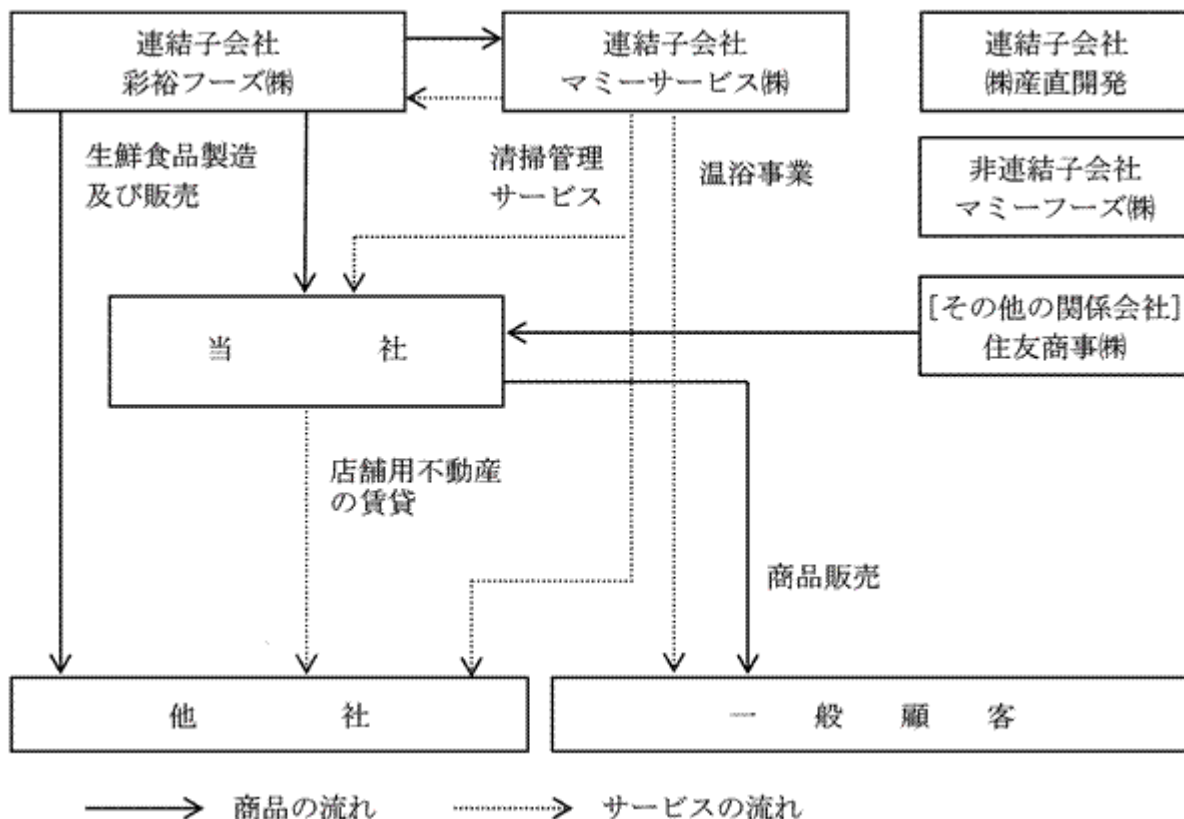 連結子会社
彩裕フーズ㈱
連結子会社
マミーサービス㈱
連結子会社
㈱産直開発
生鮮食品製造
及び販売
清掃管理
サービス
温浴事業
非連結子会社
マミーフーズ㈱
[その他の関係会社]
住友商事㈱
当社
店舗用不動産
の賃貸
商品販売
他社
一般顧客
商品の流れ
サービスの流れ